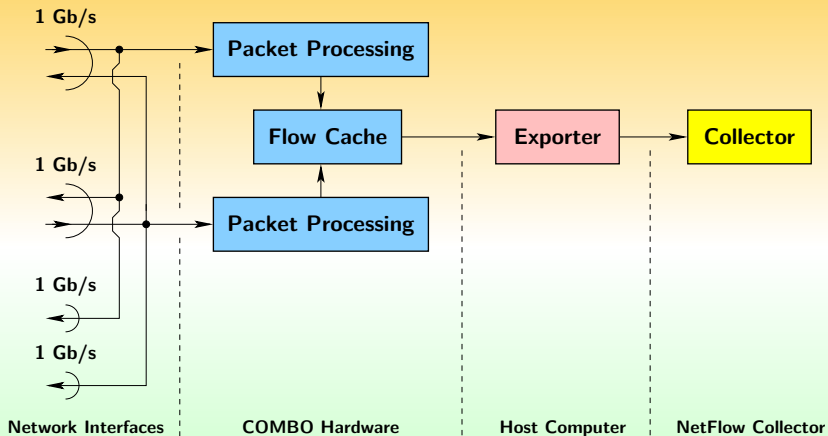 1 Gb/s
Packet Processing
Flow Cache
Exporter
Collector
1 Gb/s
Packet Processing
1 Gb/s
1 Gb/s
Network Interfaces
COMBO Hardware
Host Computer
NetFlow Collector